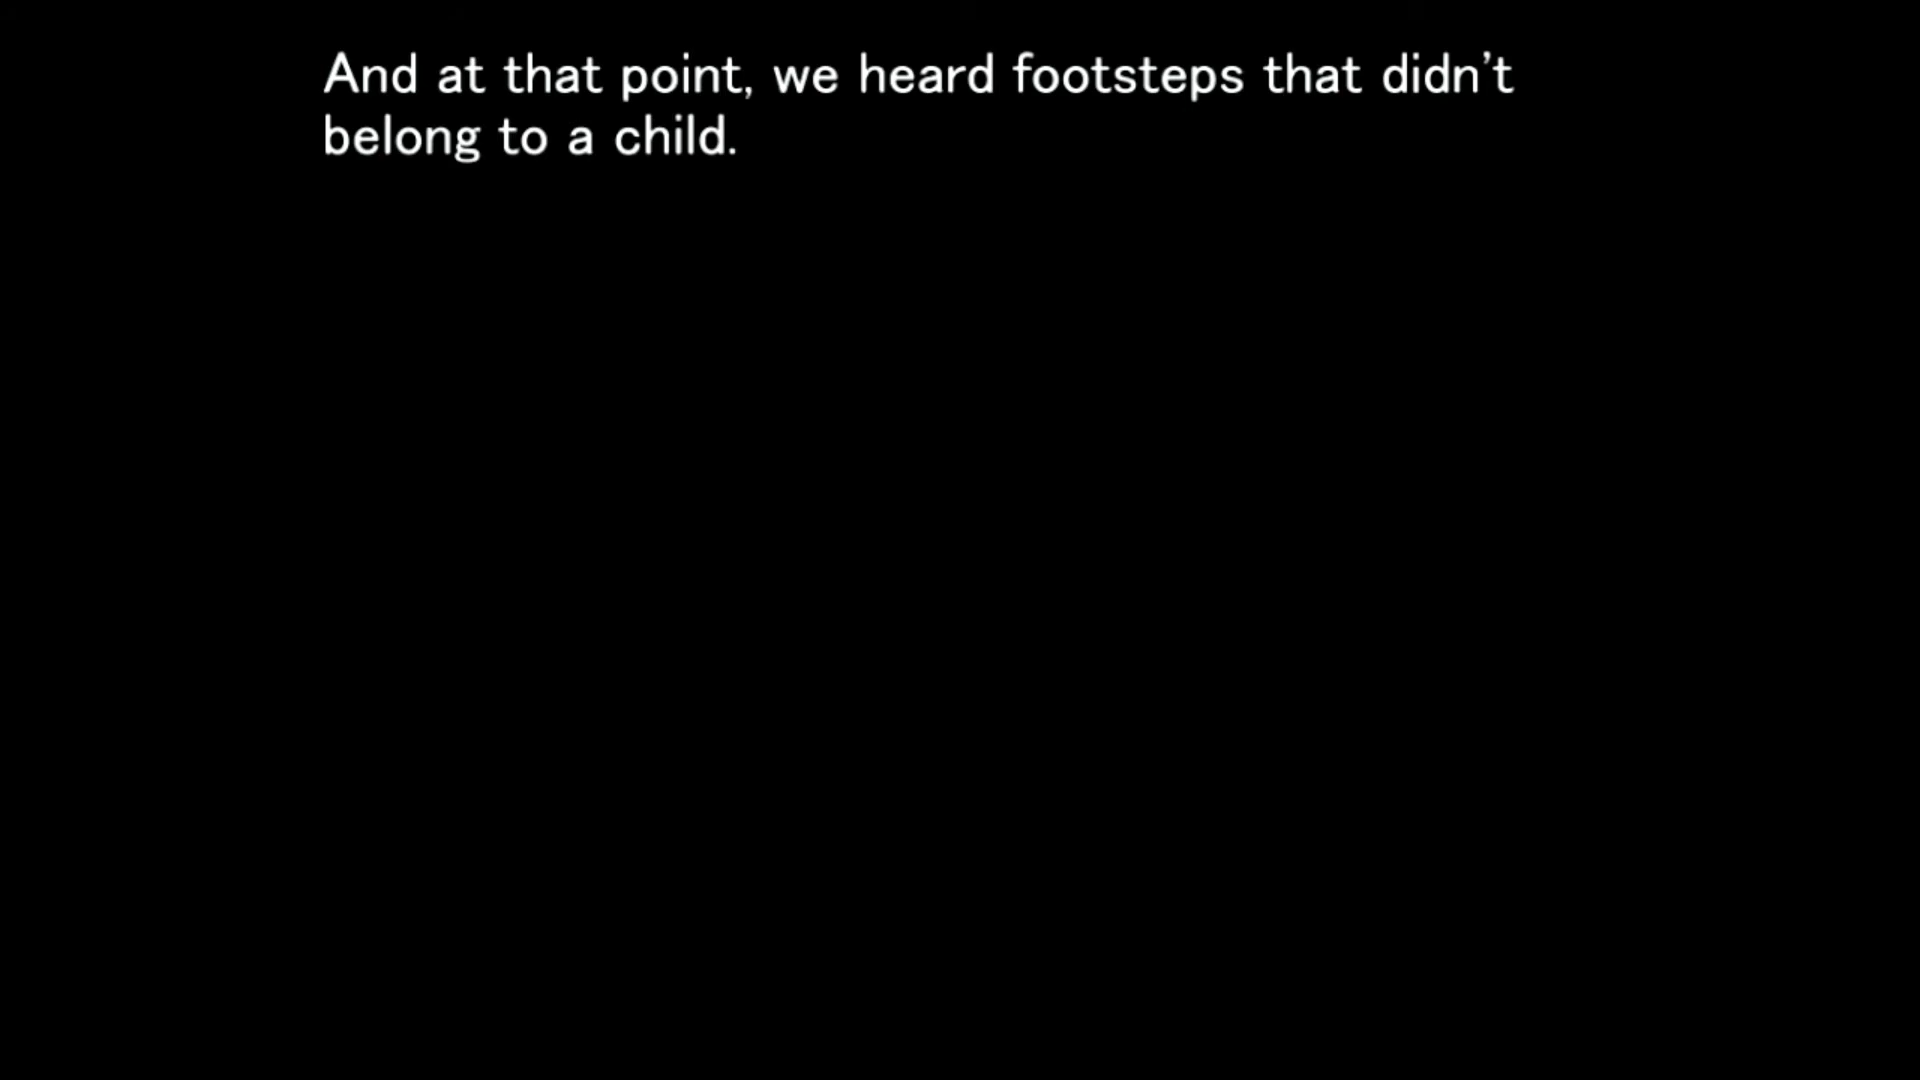 And at that point, we heard footsteps that didn't
belong to a child.